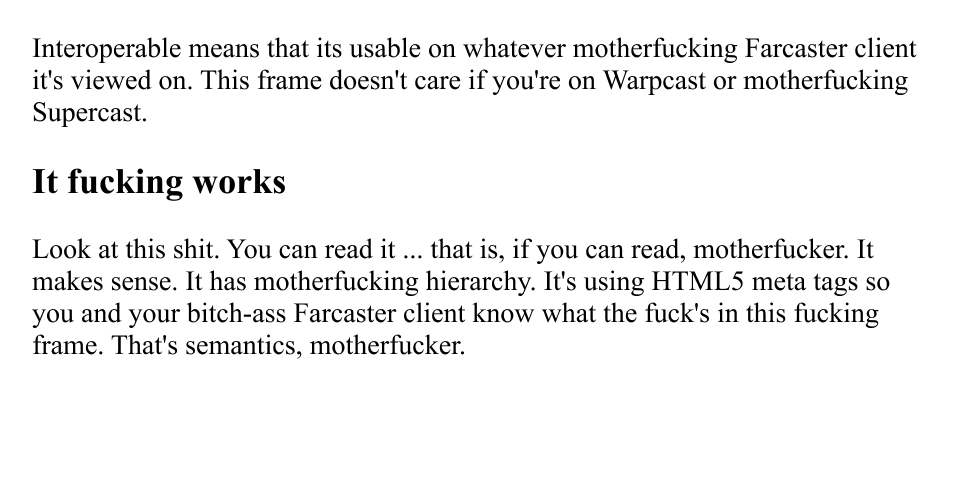 Interoperable means that its usable on whatever motherfucking Farcaster client
it's viewed on. This frame doesn't care if you're on Warpcast or motherfucking
Supercast.
It fucking works
Look at this shit. You can read it ... that is, if you can read, motherfucker. It
makes sense. It has motherfucking hierarchy. It's using HTML5 meta tags so
you and your bitch-ass Farcaster client know what the fuck's in this fucking
frame. That's semantics, motherfucker.